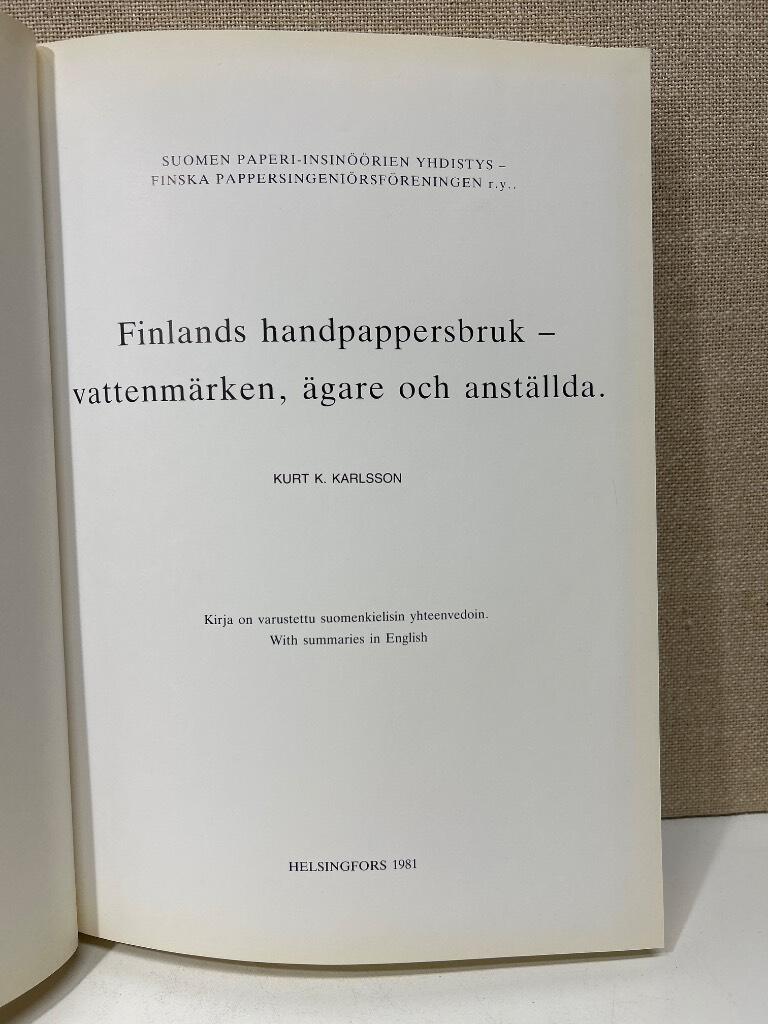 SUOMEN PAPERI-INSINÖÖRIEN YHDISTYS –
FINSKA PAPPERSINGENIÖRSFÖRENINGEN r.y..
Finlands handpappersbruk –
vattenmärken, ägare och anställda.
KURT K. KARLSSON
Kirja on varustettu suomenkielisin yhteenvedoin.
With summaries in English
HELSINGFORS 1981